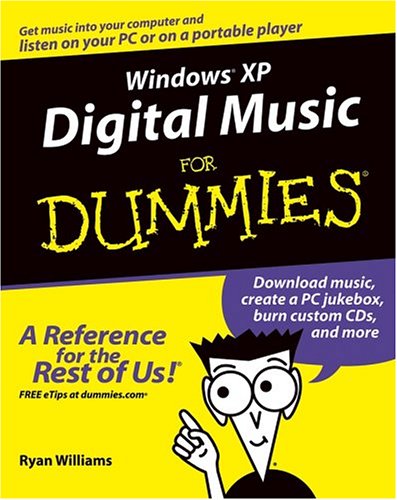 Get music into your computer and
listen on your PC or on a portable player
Windows® XP
Digital Music
FOR
DUMMIES®
Download music,
create a PC jukebox,
burn custom CDs,
and more
A Reference
for the
Rest of Us!®
FREE eTips at dummies.com®
Ryan Williams